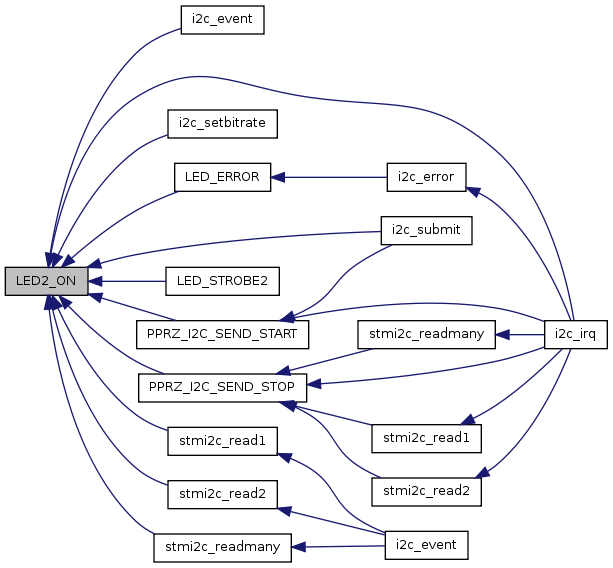 i2c_event
i2c_setbitrate
LED_ERROR
i2c_error
i2c_submit
LED2_ON
LED_STROBE2
PPRZ_I2C_SEND_START
stmi2c_readmany
i2c_irq
PPRZ_I2C_SEND_STOP
stmi2c_read1
stmi2c_read1
stmi2c_read2
stmi2c_read2
i2c_event
stmi2c_readmany